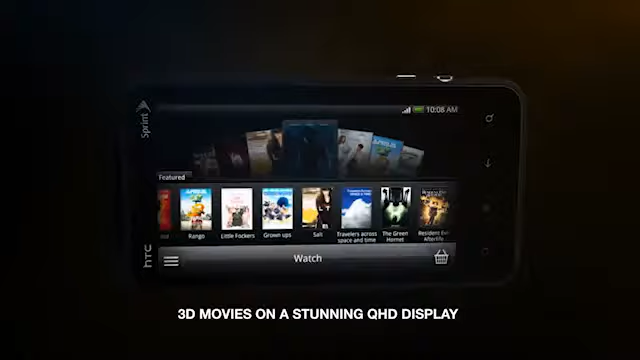 Sprint
10:08 AM
Featured
Rango
Little Fockers
Grown ups
Salt
Travelers across
space and time
The Green
Hornet
Resident Evil
Afterlife
hTC
Watch
3D MOVIES ON A STUNNING QHD DISPLAY